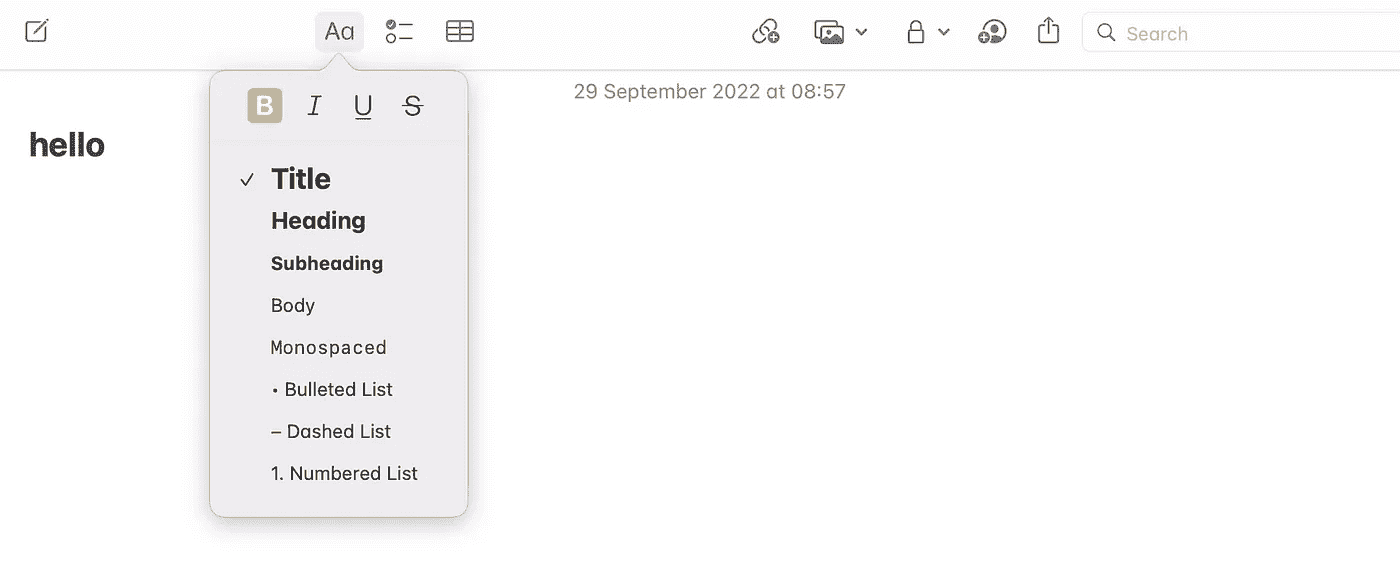 Aa
Search
29 September 2022 at 08:57
B I U S
hello
✓ Title
Heading
Subheading
Body
Monospaced
• Bulleted List
– Dashed List
1. Numbered List